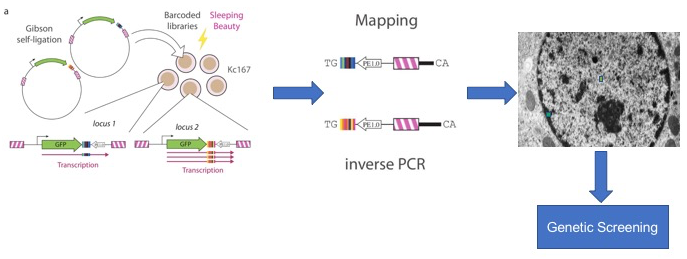 a
Gibson
self-ligation
Barcoded
libraries
Sleeping
Beauty
Kc167
locus 1
locus 2
GFP
GFP
Transcription
Transcription
Mapping
TG
PE1.0
CA
TG
PE1.0
CA
inverse PCR
Genetic Screening